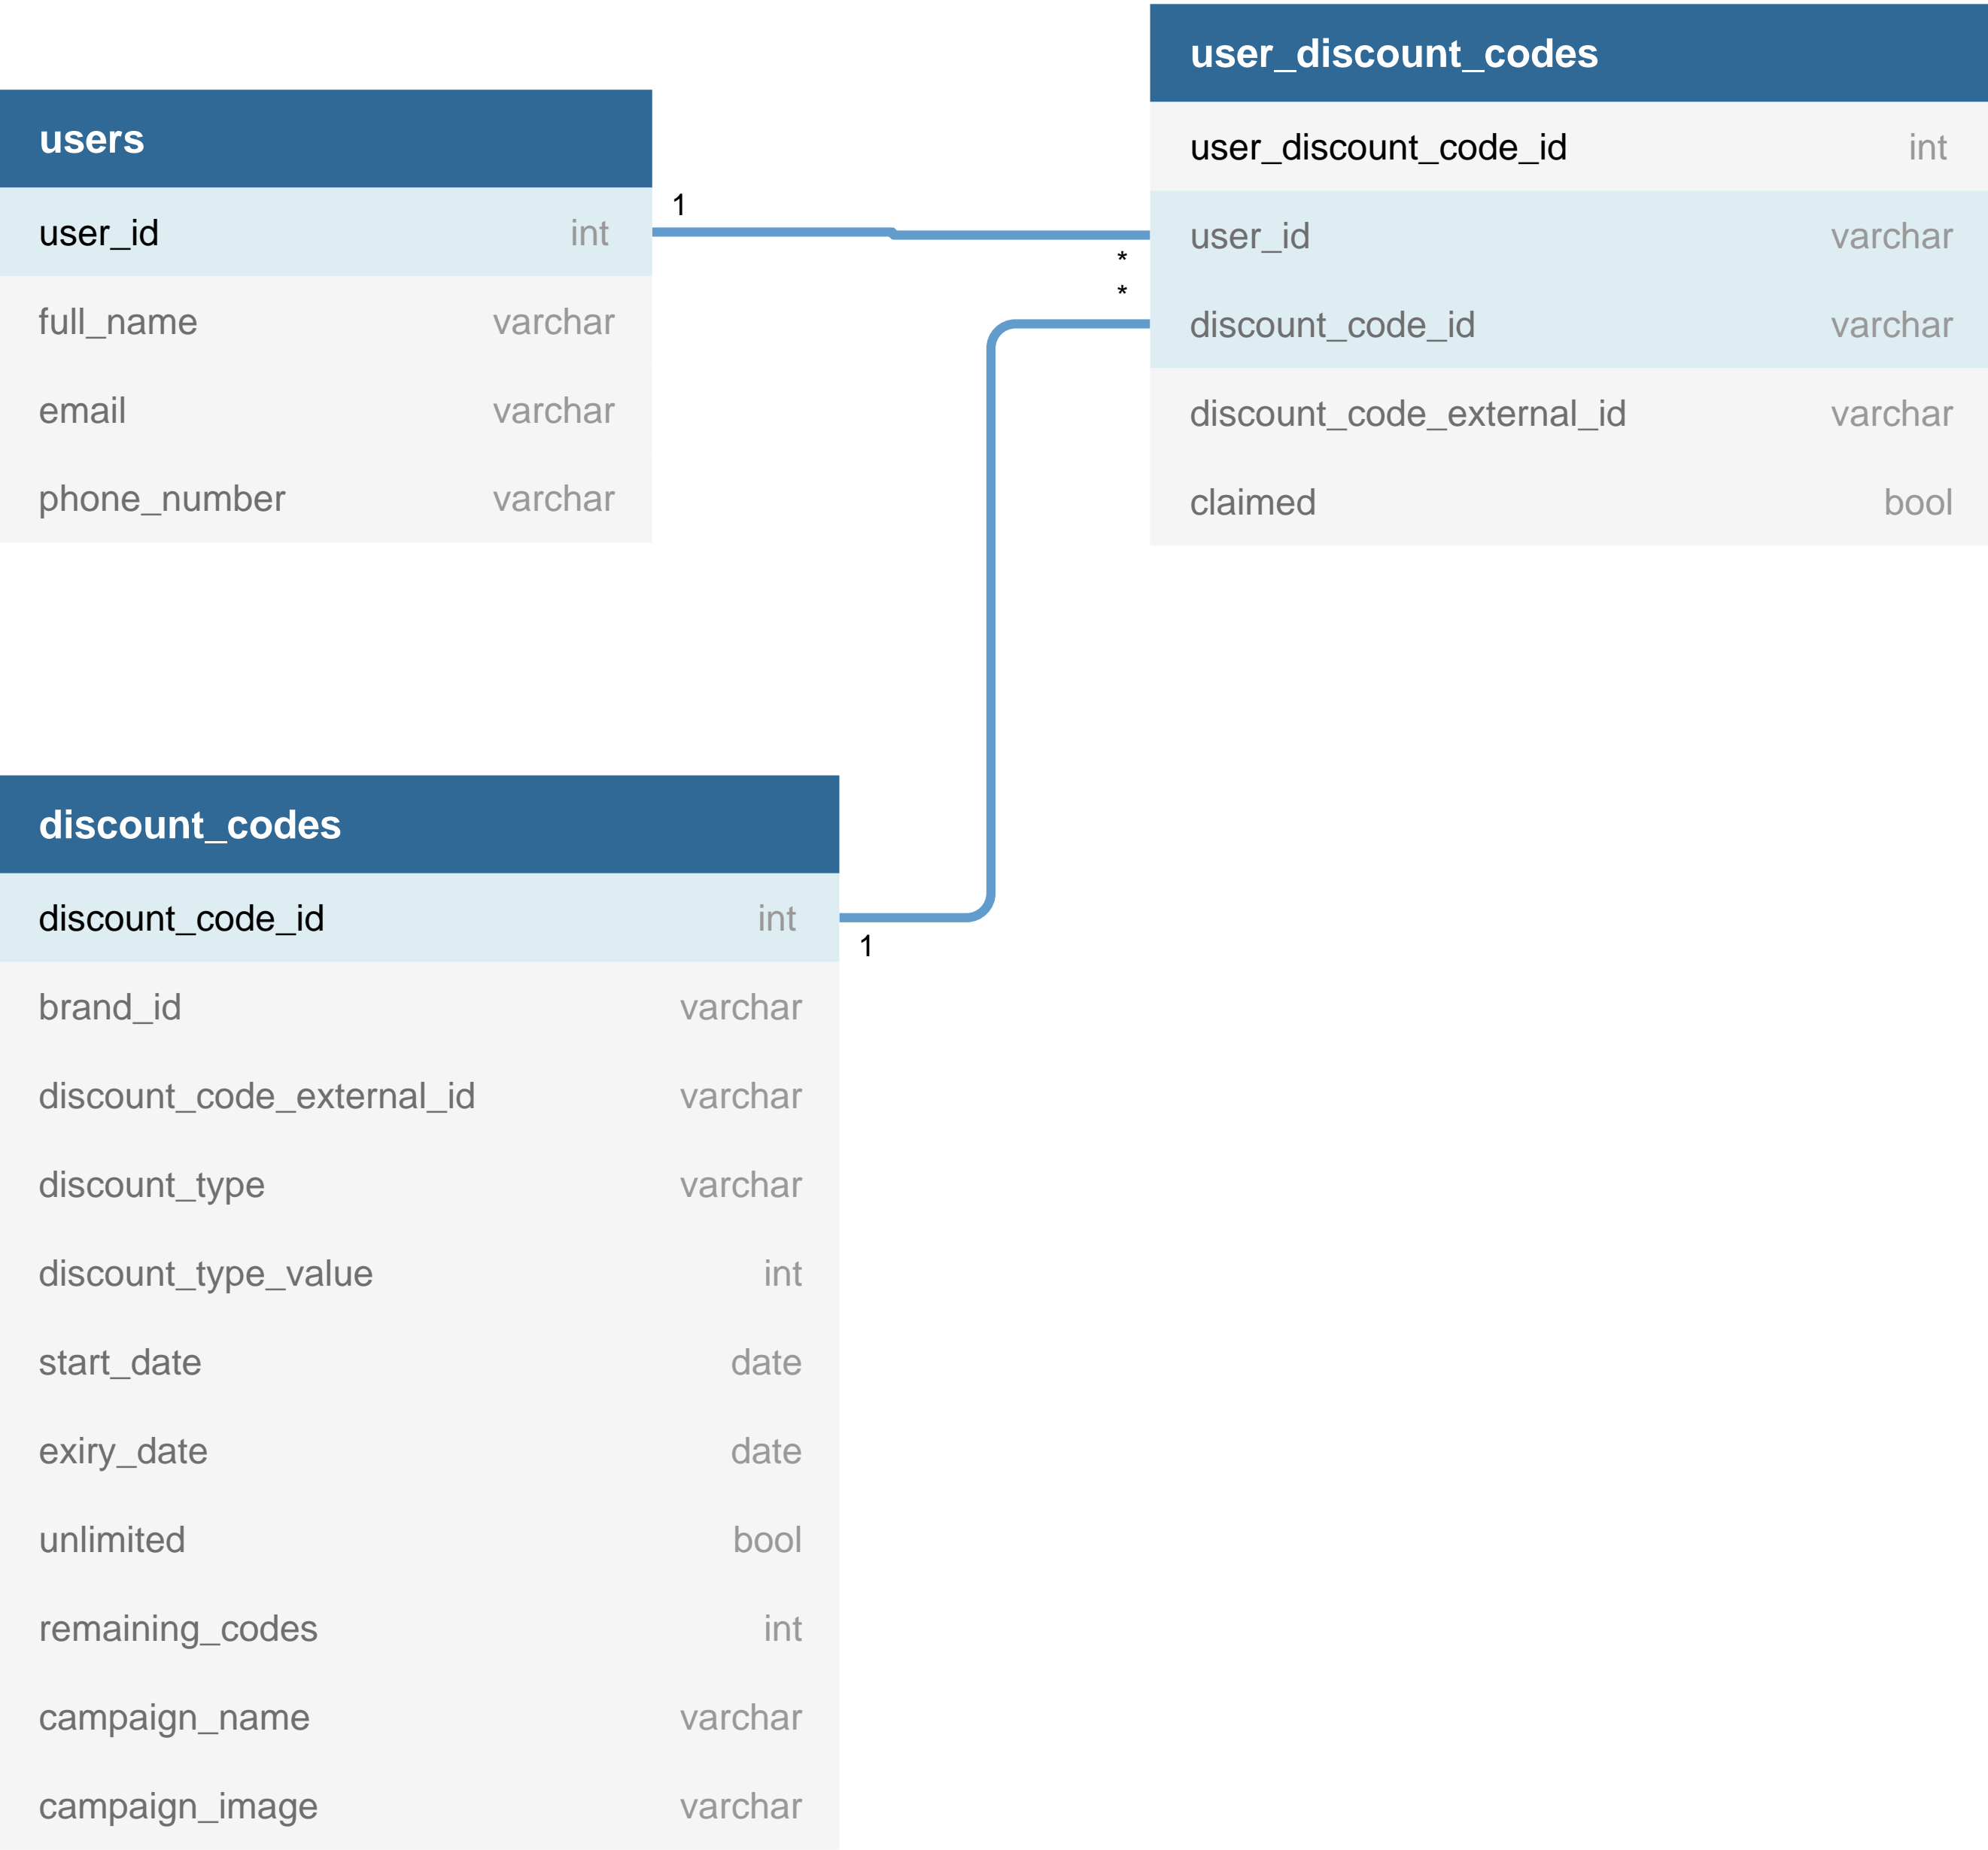 users
user_id int
full_name varchar
email varchar
phone_number varchar
1
*
*
user_discount_codes
user_discount_code_id int
user_id varchar
discount_code_id varchar
discount_code_external_id varchar
claimed bool
discount_codes
discount_code_id int
1
brand_id varchar
discount_code_external_id varchar
discount_type varchar
discount_type_value int
start_date date
exiry_date date
unlimited bool
remaining_codes int
campaign_name varchar
campaign_image varchar